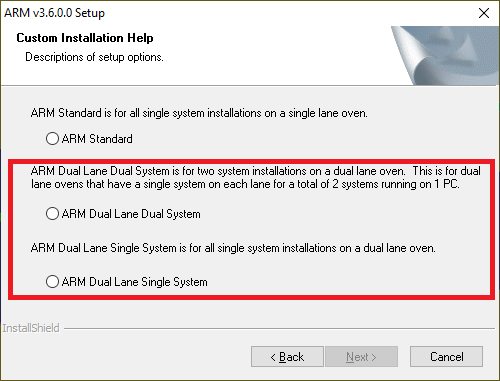 ARM v3.6.0.0 Setup
Custom Installation Help
Descriptions of setup options.
ARM Standard is for all single system installations on a single lane oven.
ARM Standard
ARM Dual Lane Dual System is for two system installations on a dual lane oven.  This is for dual
lane ovens that have a single system on each lane for a total of 2 systems running on 1 PC.
ARM Dual Lane Dual System
ARM Dual Lane Single System is for all single system installations on a dual lane oven.
ARM Dual Lane Single System
InstallShield
< Back
Next >
Cancel